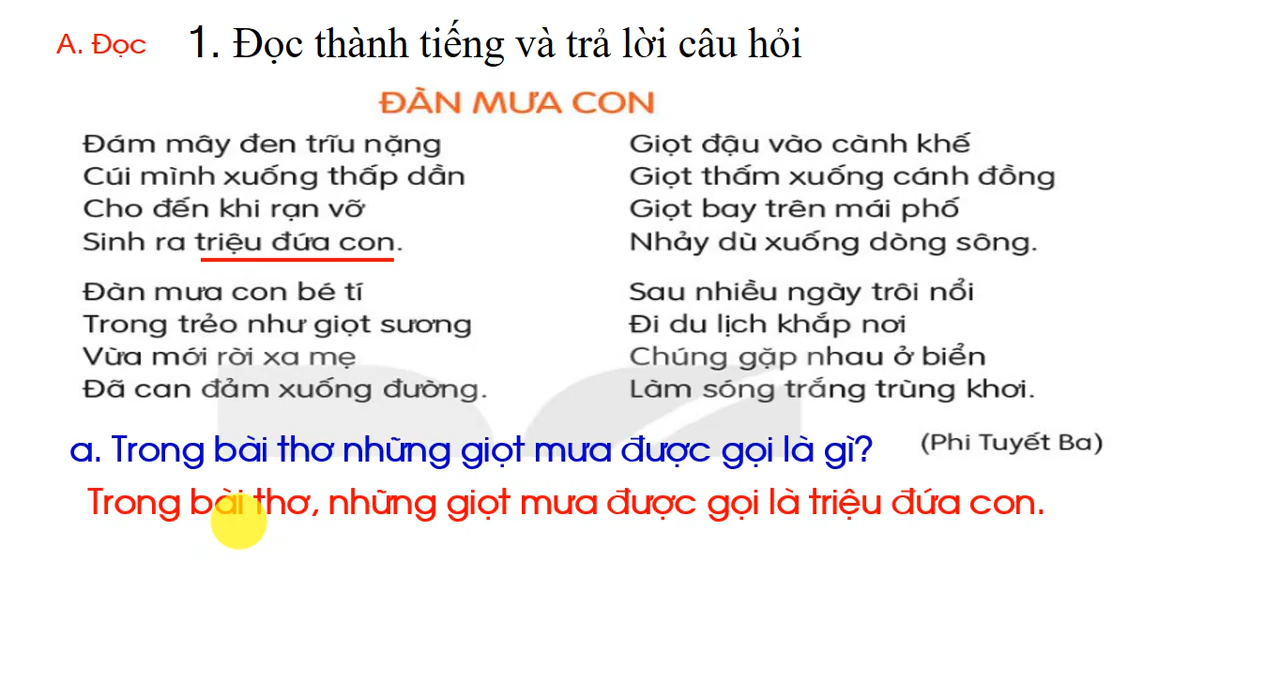 A. Đọc 1. Đọc thành tiếng và trả lời câu hỏi
ĐÀN MƯA CON
Đám mây đen trĩu nặng
Cúi mình xuống thấp dần
Cho đến khi rạn vỡ
Sinh ra triệu đứa con.
Đàn mưa con bé tí
Trong trẻo như giọt sương
Vừa mới rời xa mẹ
Đã can đảm xuống đường.
Giọt đậu vào cành khế
Giọt thấm xuống cánh đồng
Giọt bay trên mái phố
Nhảy dù xuống dòng sông.
Sau nhiều ngày trôi nổi
Đi du lịch khắp nơi
Chúng gặp nhau ở biển
Làm sóng trắng trùng khơi.
(Phi Tuyết Ba)
a. Trong bài thơ những giọt mưa được gọi là gì?
Trong bài thơ, những giọt mưa được gọi là triệu đứa con.